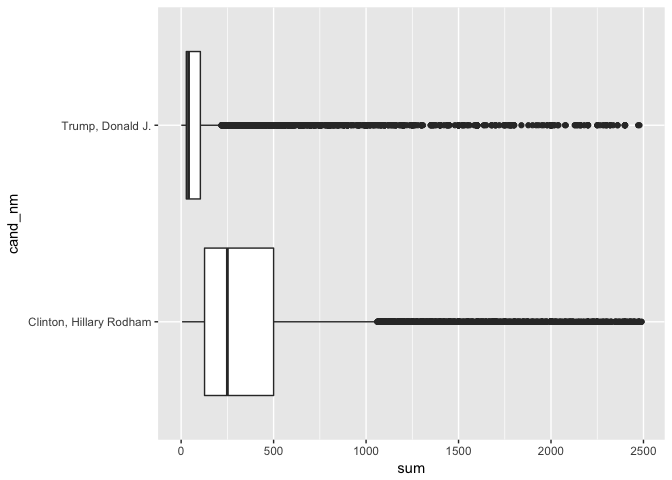 cand_nm
Trump, Donald J.
Clinton, Hillary Rodham
0 500 1000 1500 2000 2500
sum